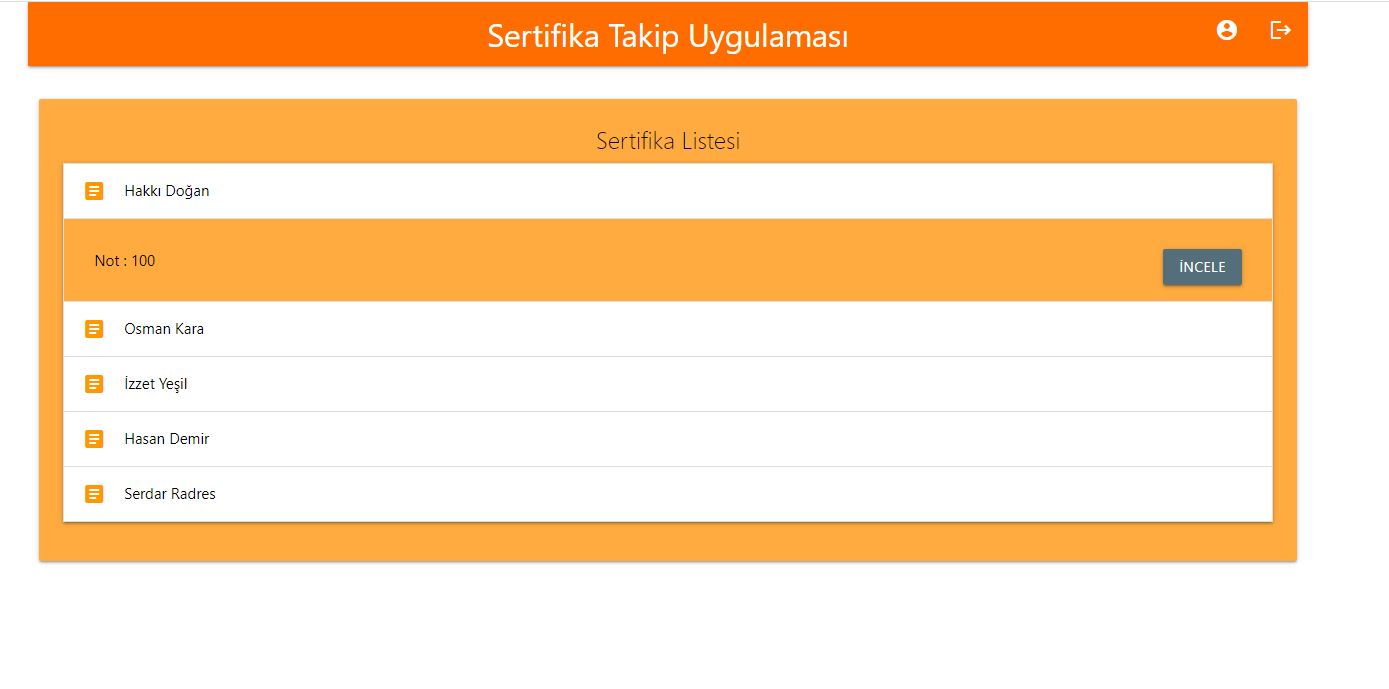 Sertifika Takip Uygulaması
Sertifika Listesi
Hakkı Doğan
Not : 100
İNCELE
Osman Kara
İzzet Yeşil
Hasan Demir
Serdar Radres